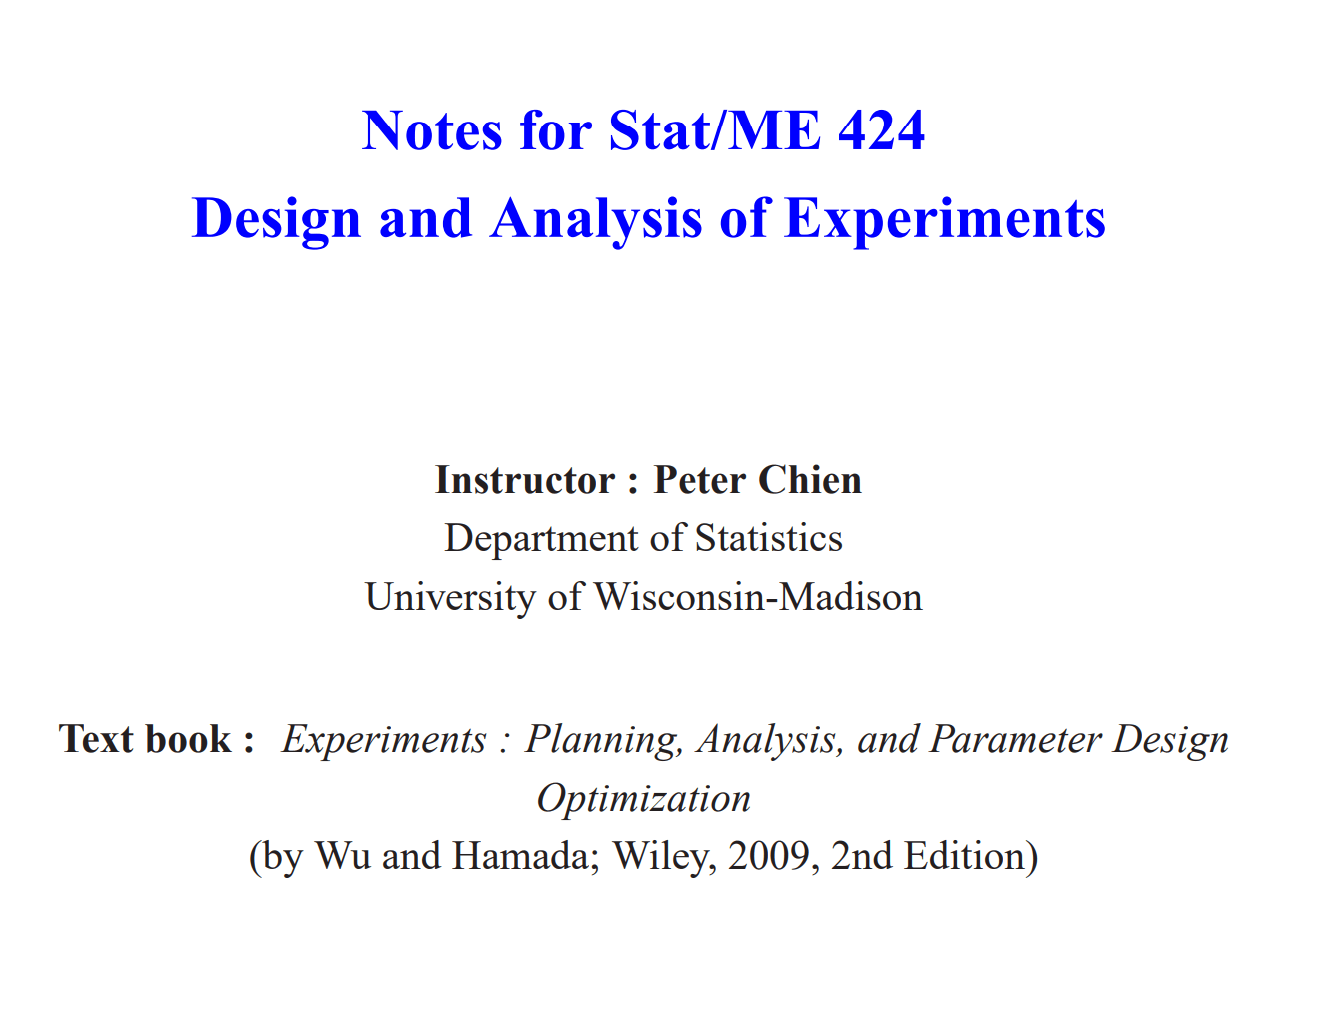 Notes for Stat/ME 424
Design and Analysis of Experiments
Instructor : Peter Chien
Department of Statistics
University of Wisconsin-Madison
Text book : Experiments : Planning, Analysis, and Parameter Design
Optimization
(by Wu and Hamada; Wiley, 2009, 2nd Edition)